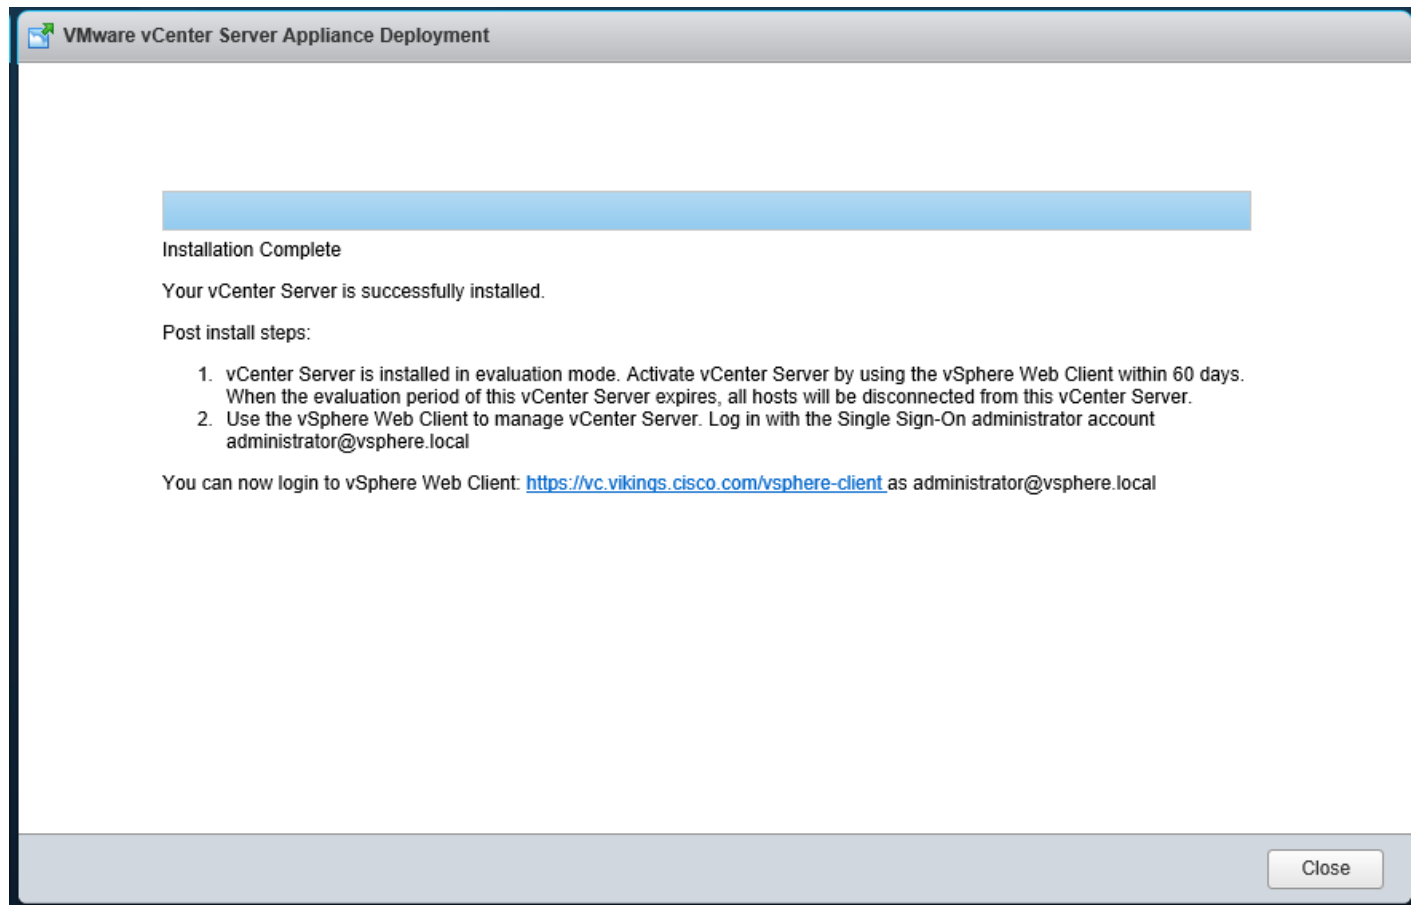 VMware vCenter Server Appliance Deployment
Installation Complete
Your vCenter Server is successfully installed.
Post install steps:
1. vCenter Server is installed in evaluation mode. Activate vCenter Server by using the vSphere Web Client within 60 days.
When the evaluation period of this vCenter Server expires, all hosts will be disconnected from this vCenter Server.
2. Use the vSphere Web Client to manage vCenter Server. Log in with the Single Sign-On administrator account
administrator@vsphere.local
You can now login to vSphere Web Client: https://vc.vikings.cisco.com/vsphere-client as administrator@vsphere.local
Close